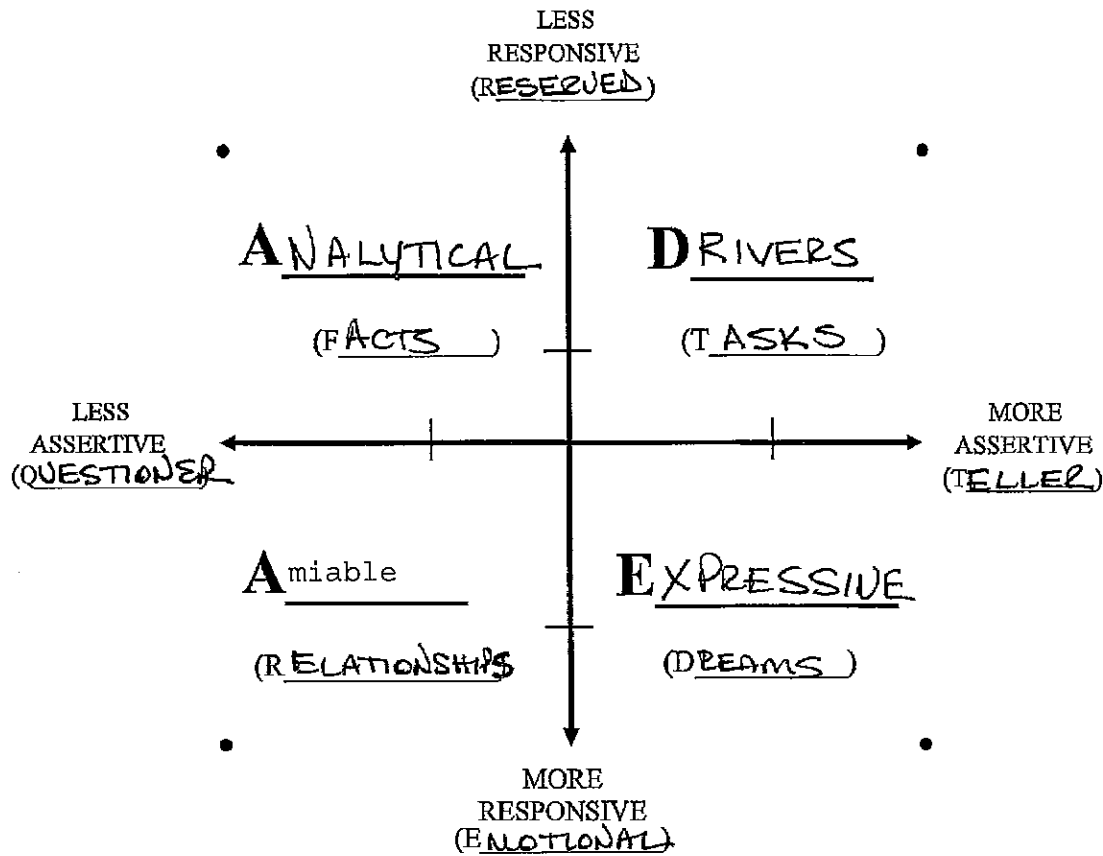 LESS
RESPONSIVE
(RESERVED)
ANALYTICAL
DRIVERS
(FACTS)
(TASKS)
LESS
ASSERTIVE
(QUESTIONER
MORE
ASSERTIVE
(TELLER)
Amiable
EXPRESSIVE
(RELATIONSHIPS
(DREAMS)
MORE
RESPONSIVE
(EMOTIONAL)